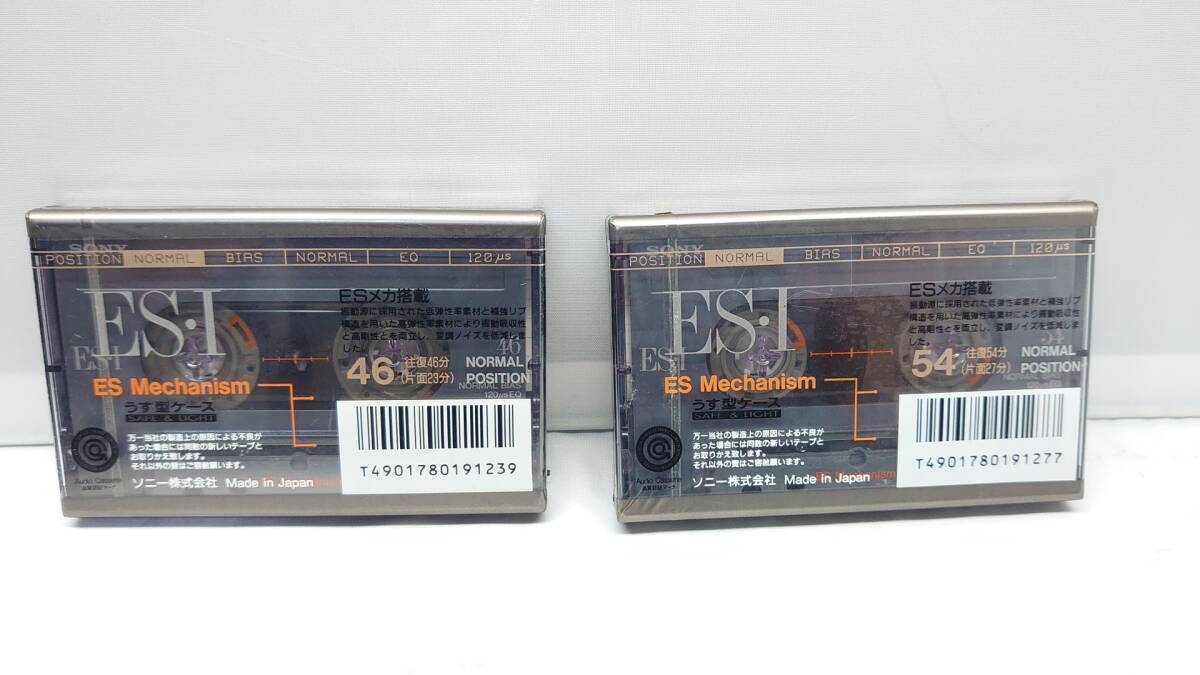 SONY
POSITION NORMAL BIAS NORMAL EQ 120μs
ES・I
ES I
ESメカ搭載
振動源に採用された低弾性率素材と補強リブ
構造を用いた高弾性率素材により振動吸収性
と高剛性とを両立し、変調ノイズを低減しま
した。
46
46 往復46分
(片面23分)
NORMAL
POSITION
NORMAL BIAS
120μs EQ
ES Mechanism
うす型ケース
SAFE & LIGHT
万一当社の製造上の原因による不良が
あった場合には同数の新しいテープと
お取りかえ致します。
それ以外の責はご容赦願います。
Audio Cassette
ソニー株式会社 Made in Japan
T4901780191239
SONY
POSITION NORMAL BIAS NORMAL EQ 120μs
ES・I
ES I
ESメカ搭載
振動源に採用された低弾性率素材と補強リブ
構造を用いた高弾性率素材により振動吸収性
と高剛性とを両立し、変調ノイズを低減しま
した。
54
54 往復54分
(片面27分)
NORMAL
POSITION
ES Mechanism
うす型ケース
SAFE & LIGHT
万一当社の製造上の原因による不良が
あった場合には同数の新しいテープと
お取りかえ致します。
それ以外の責はご容赦願います。
Audio Cassette
ES Mechanism
ソニー株式会社 Made in Japan
T4901780191277